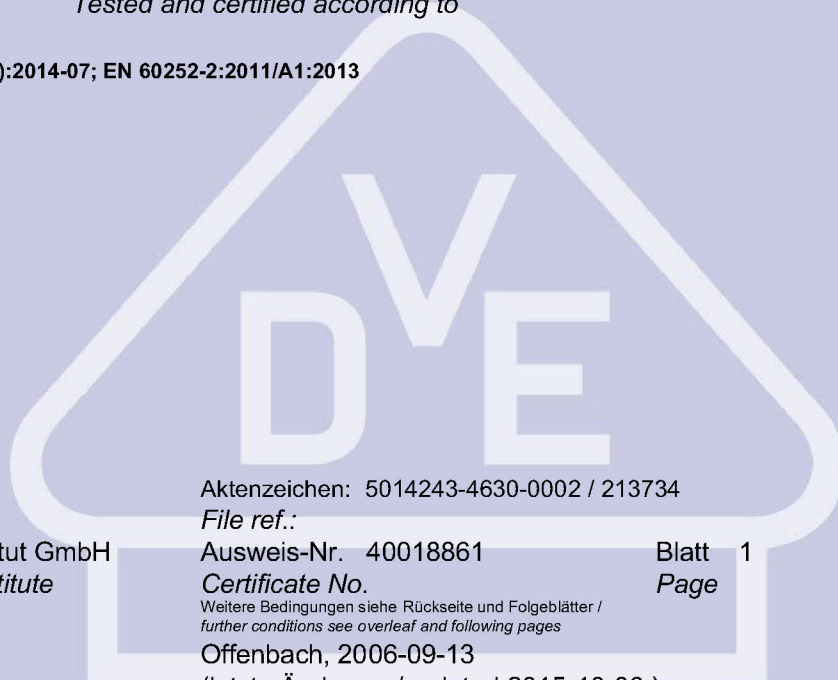 Tested and certified according to
):2014-07; EN 60252-2:2011/A1:2013
DVE
Aktenzeichen: 5014243-4630-0002 / 213734
File ref.:
tut GmbH Ausweis-Nr. 40018861 Blatt 1
titute Certificate No. Page
Weitere Bedingungen siehe Rückseite und Folgeblätter /
further conditions see overleaf and following pages
Offenbach, 2006-09-13